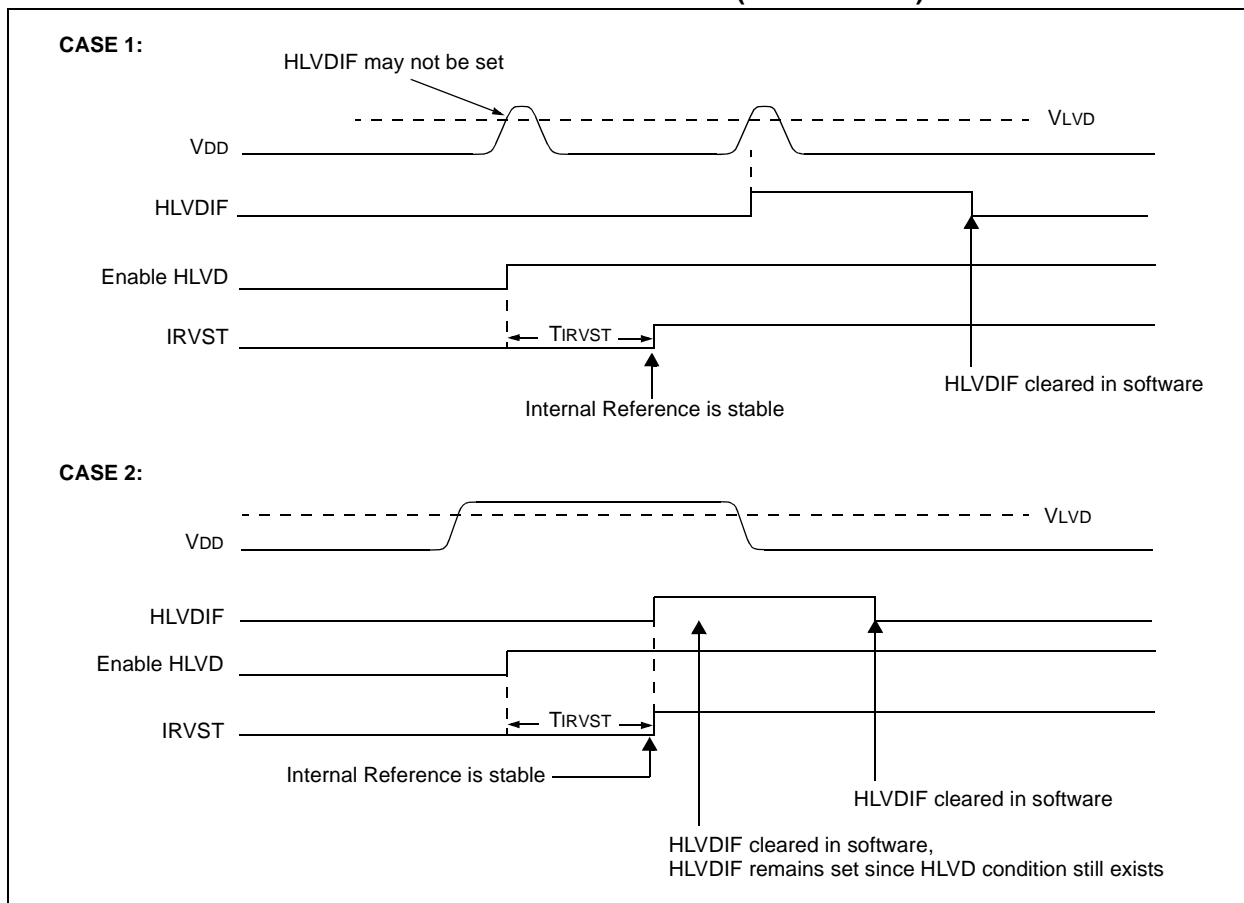 CASE 1:
HLVDIF may not be set
VLVD
VDD
HLVDIF
Enable HLVD
IRVST
TIRVST
HLVDIF cleared in software
Internal Reference is stable
CASE 2:
VLVD
VDD
HLVDIF
Enable HLVD
IRVST
TIRVST
Internal Reference is stable
HLVDIF cleared in software
HLVDIF cleared in software,
HLVDIF remains set since HLVD condition still exists